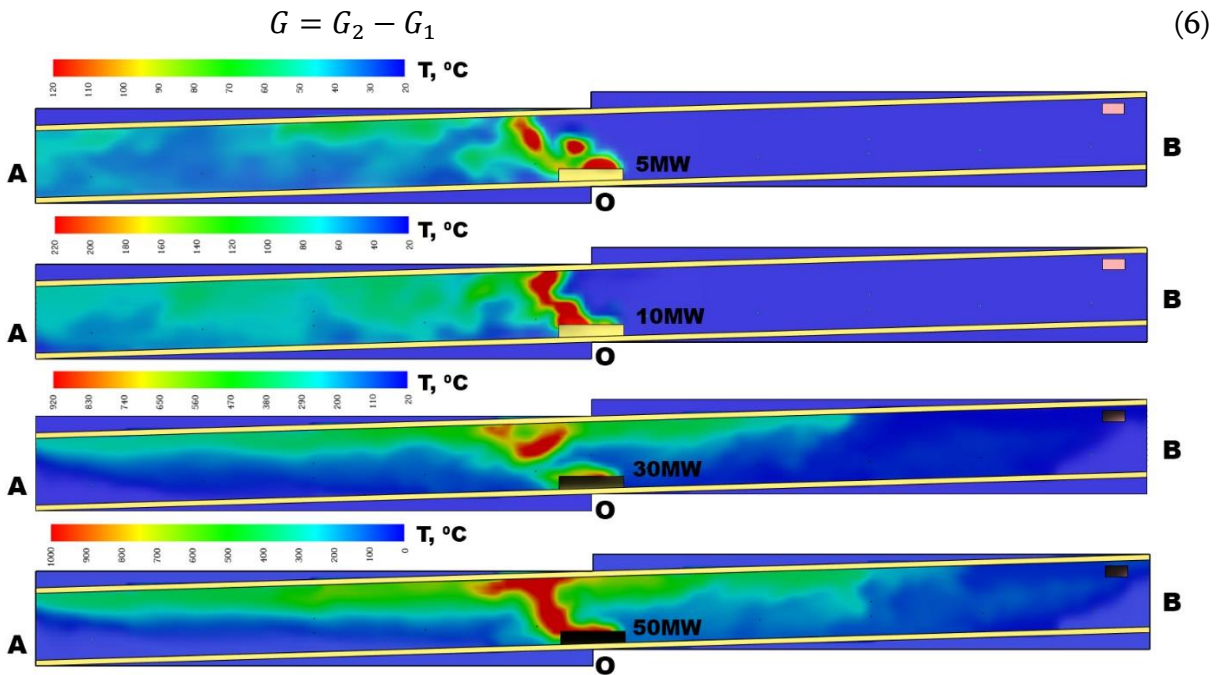 G = G₂ − G₁ (6)
T, ºC
120 110 100 90 80 70 60 50 40 30 20
A
5MW
B
O
T, ºC
220 200 180 160 140 120 100 80 60 40 20
A
10MW
B
O
T, ºC
920 830 740 650 560 470 380 290 200 110 20
A
30MW
B
O
T, ºC
1000 900 800 700 600 500 400 300 200 100 0
A
50MW
B
O